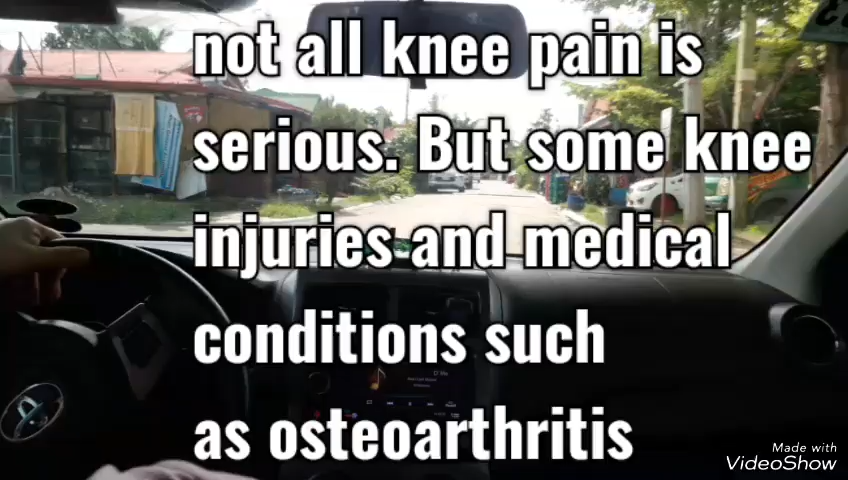 not all knee pain is
serious. But some knee
injuries and medical
conditions such
as osteoarthritis
Made with
VideoShow